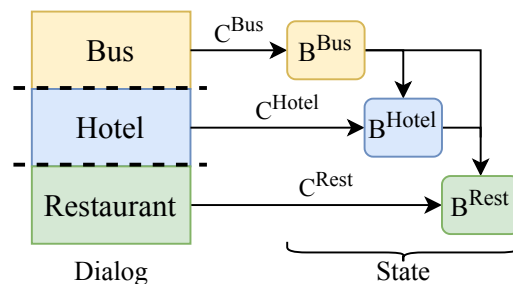 Bus
C^Bus
B^Bus
Hotel
C^Hotel
B^Hotel
Restaurant
C^Rest
B^Rest
Dialog
State